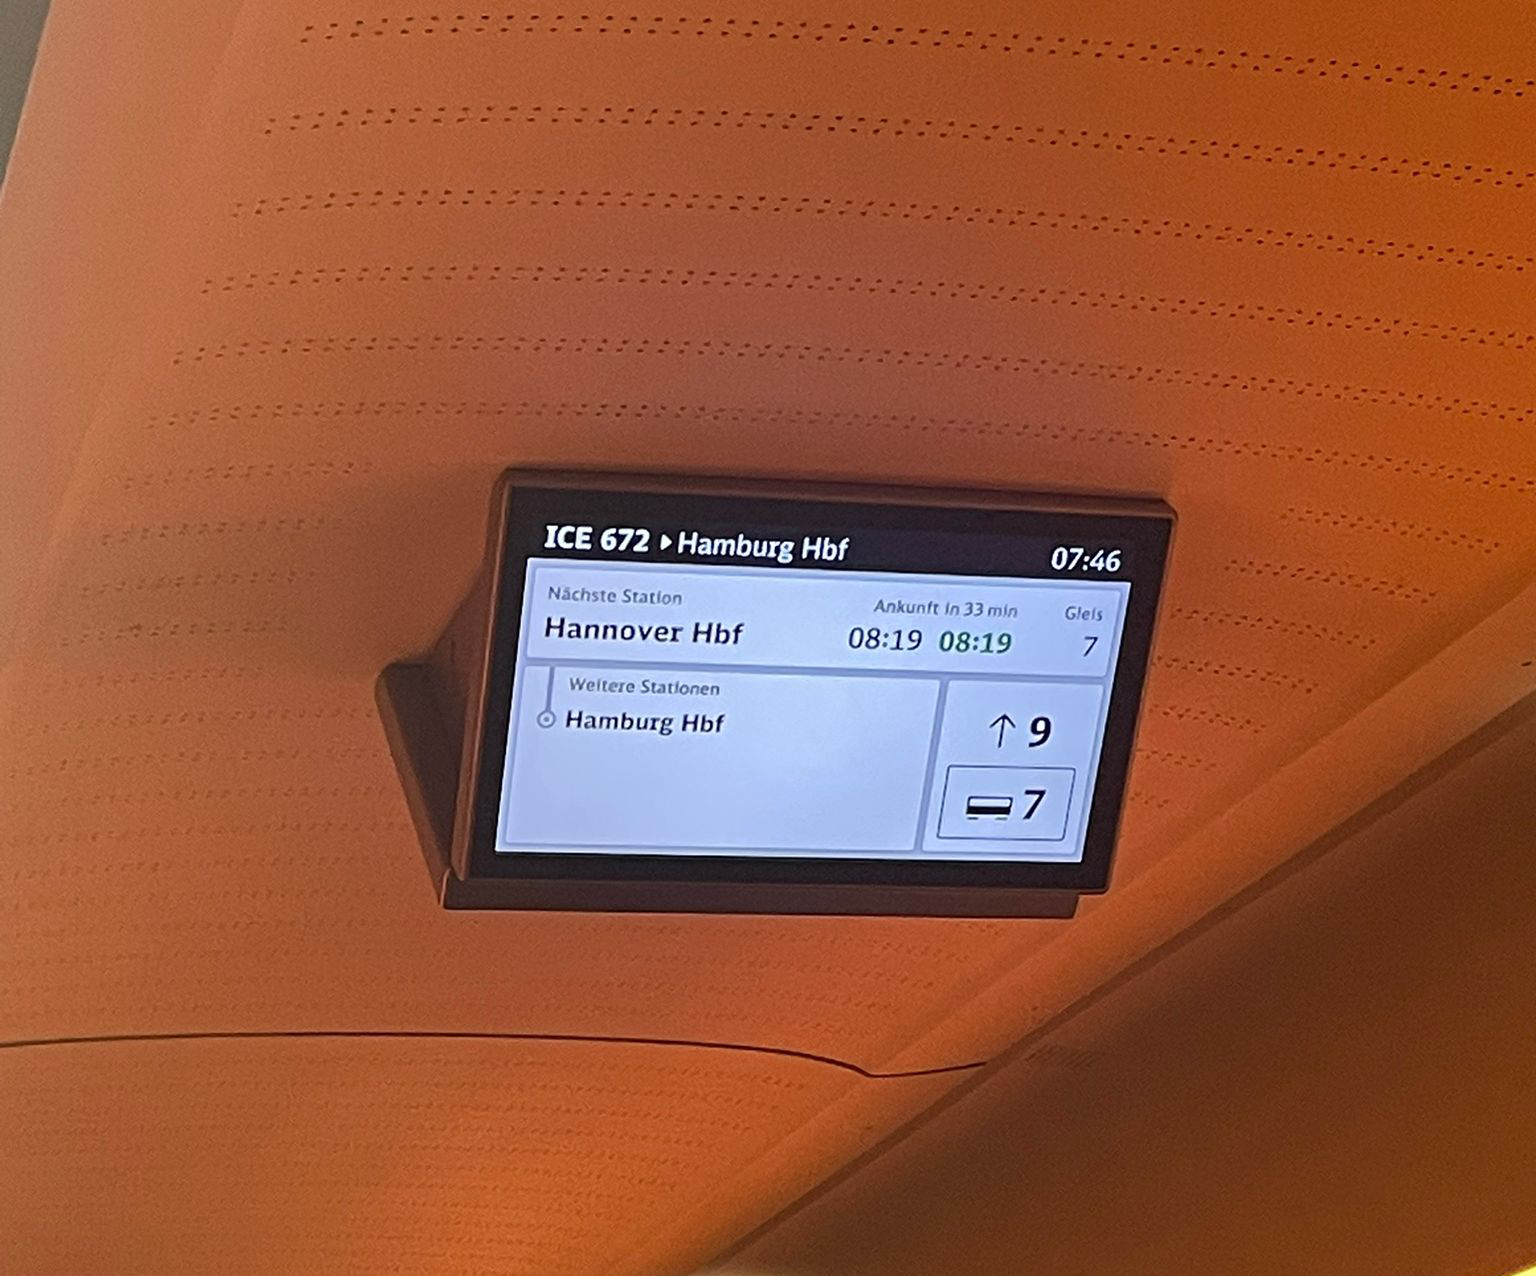 ICE 672 ▸ Hamburg Hbf 07:46
Nächste Station Ankunft in 33 min Gleis
Hannover Hbf 08:19 08:19 7
Weitere Stationen
Hamburg Hbf
↑ 9
7